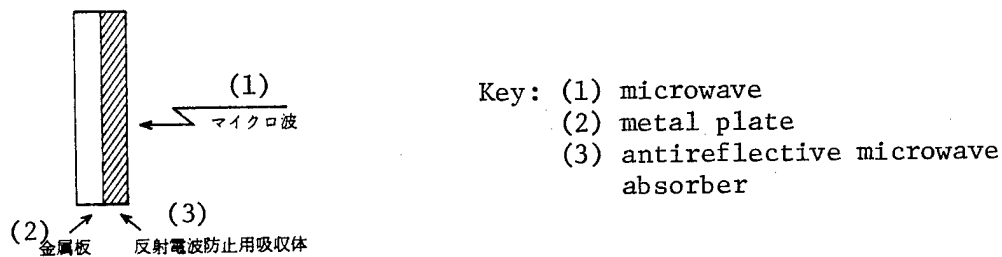 (1)
マイクロ波
(2)金属板
(3)
反射電波防止用吸収体
Key: (1) microwave
(2) metal plate
(3) antireflective microwave
absorber